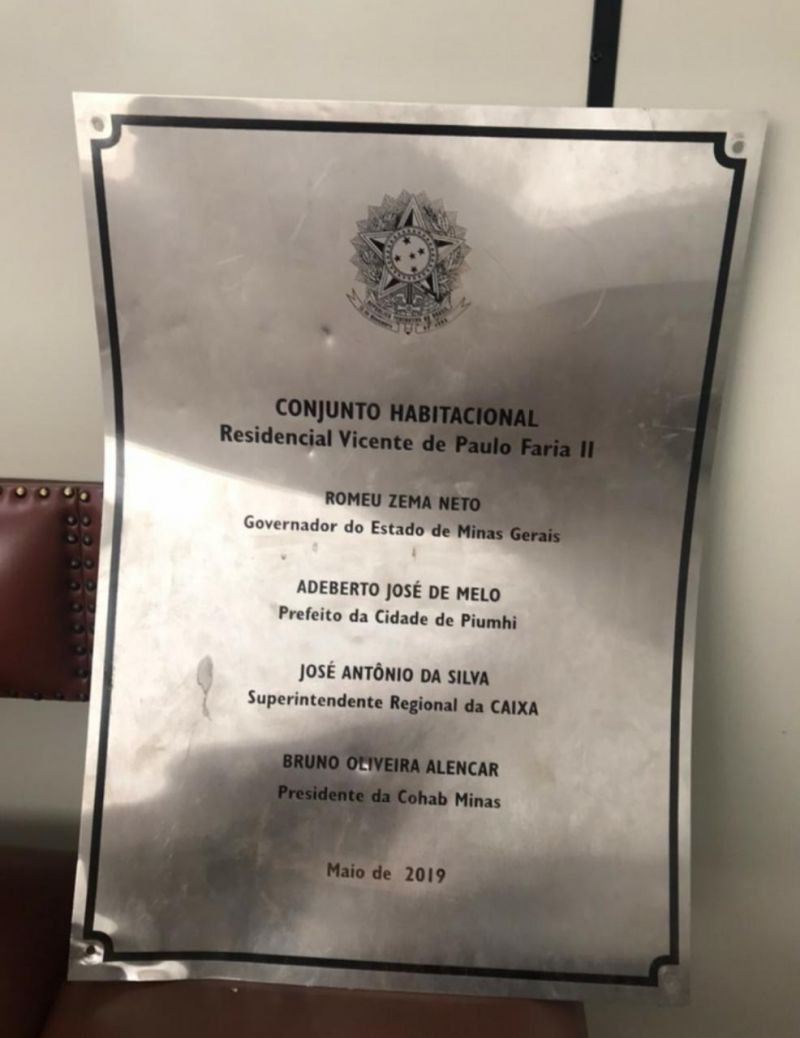 CONJUNTO HABITACIONAL
Residencial Vicente de Paulo Faria II
ROMEU ZEMA NETO
Governador do Estado de Minas Gerais
ADEBERTO JOSÉ DE MELO
Prefeito da Cidade de Piumhi
JOSÉ ANTÔNIO DA SILVA
Superintendente Regional da CAIXA
BRUNO OLIVEIRA ALENCAR
Presidente da Cohab Minas
Maio de 2019